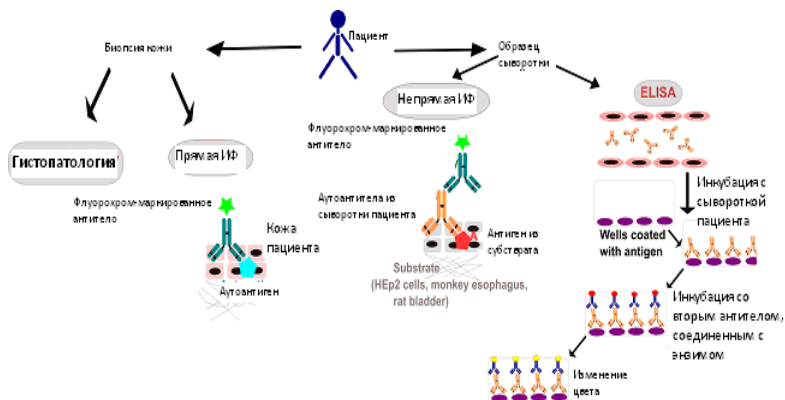 Пациент
Биопсия кожи
Образец
сыворотки
Гистопатология
Прямая ИФ
Флуорохром-маркированное
антитело
Кожа
пациента
Аутоантиген
Непрямая ИФ
Флуорохром-маркированное
антитело
Аутоантитела из
сыворотки пациента
Антиген из
субстрата
Substrate
(HEp2 cells, monkey esophagus,
rat bladder)
ELISA
Инкубация с
сывороткой
пациента
Wells coated
with antigen
Инкубация со
вторым антителом,
соединенным с
энзимом
Изменение
цвета